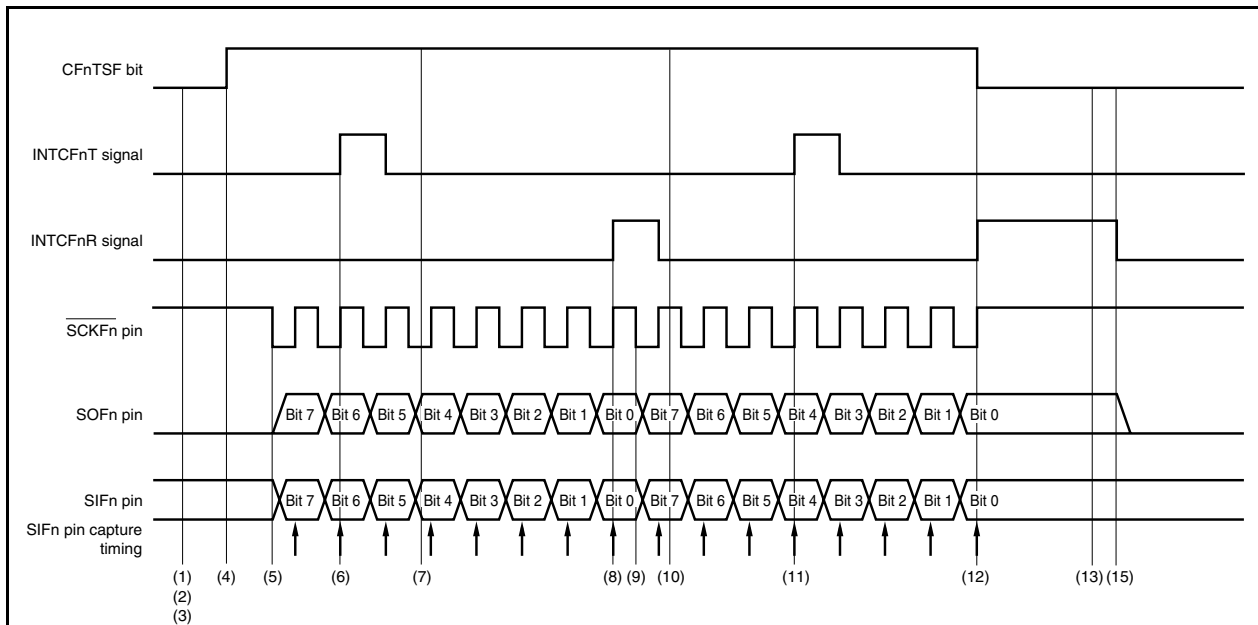 CFnTSF bit
INTCFnT signal
INTCFnR signal
SCKFn pin
SOFn pin
Bit 7 Bit 6 Bit 5 Bit 4 Bit 3 Bit 2 Bit 1 Bit 0 Bit 7 Bit 6 Bit 5 Bit 4 Bit 3 Bit 2 Bit 1 Bit 0
SIFn pin
Bit 7 Bit 6 Bit 5 Bit 4 Bit 3 Bit 2 Bit 1 Bit 0 Bit 7 Bit 6 Bit 5 Bit 4 Bit 3 Bit 2 Bit 1 Bit 0
SIFn pin capture
timing
(1) (4) (5) (6) (7) (8) (9) (10) (11) (12) (13) (15)
(2)
(3)